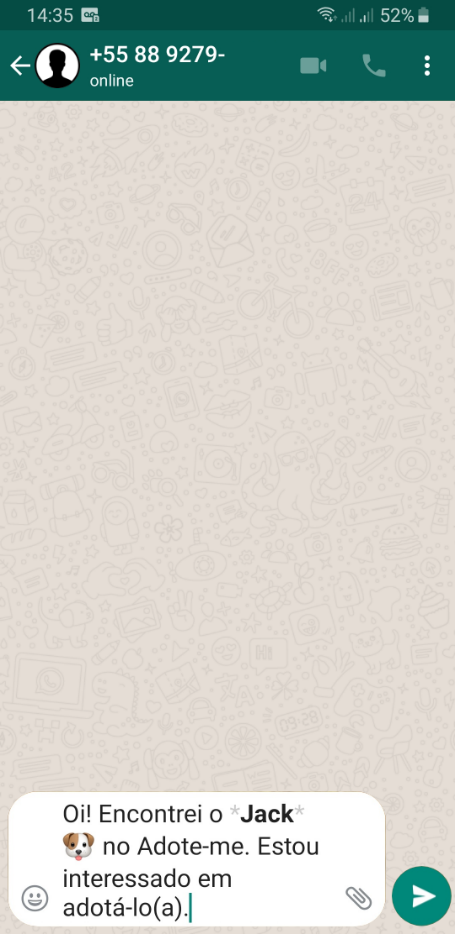 14:35 52%
+55 88 9279-
online
Oi! Encontrei o *Jack*
🐶 no Adote-me. Estou
interessado em
adotá-lo(a).